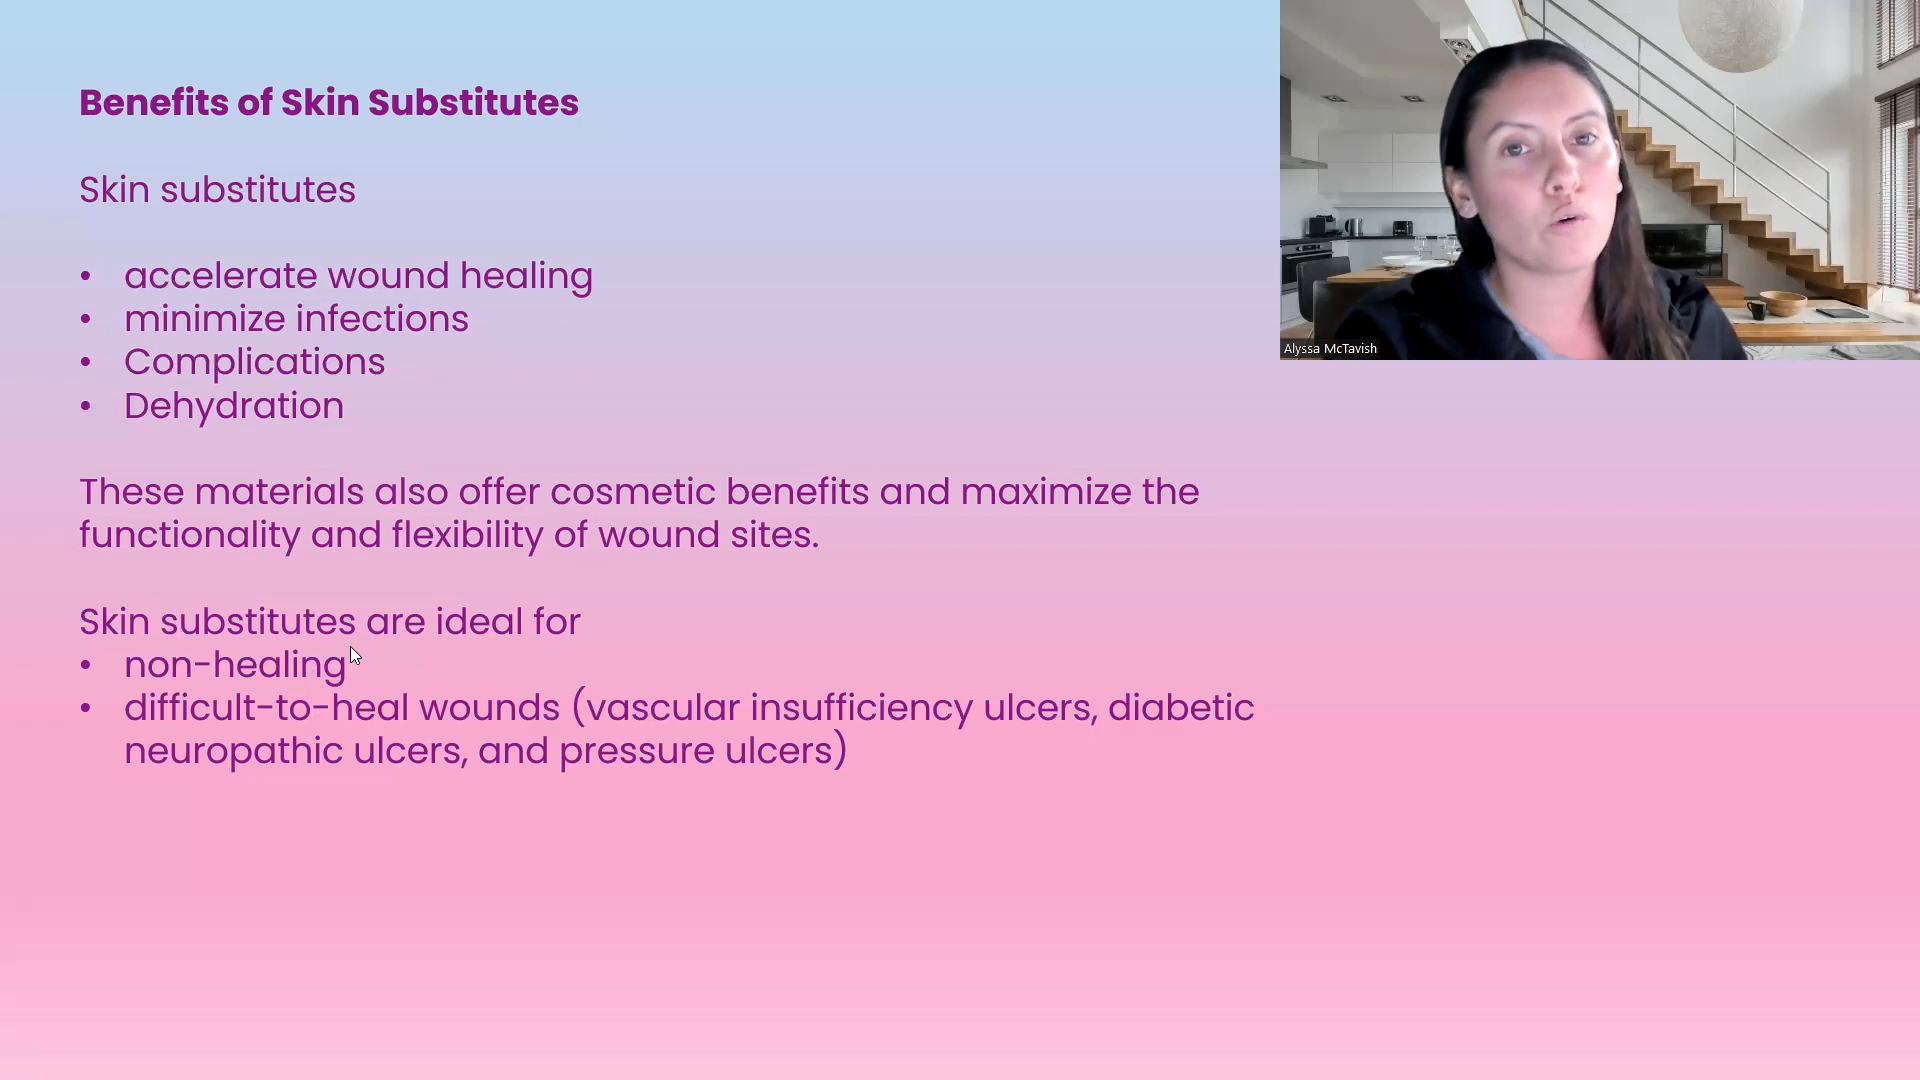 Benefits of Skin Substitutes
Skin substitutes
• accelerate wound healing
• minimize infections
• Complications
• Dehydration
These materials also offer cosmetic benefits and maximize the
functionality and flexibility of wound sites.
Skin substitutes are ideal for
• non-healing
• difficult-to-heal wounds (vascular insufficiency ulcers, diabetic
neuropathic ulcers, and pressure ulcers)
Alyssa McTavish